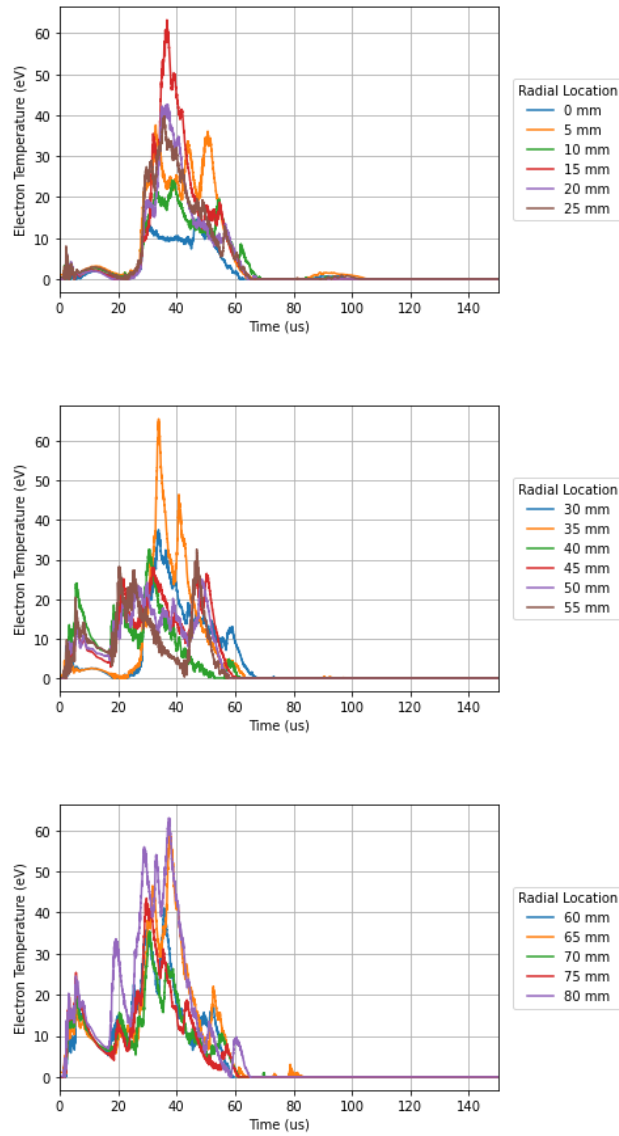 60
50
40
30
20
10
0
Electron Temperature (eV)
0 20 40 60 80 100 120 140
Time (us)
Radial Location
0 mm
5 mm
10 mm
15 mm
20 mm
25 mm
60
50
40
30
20
10
0
Electron Temperature (eV)
0 20 40 60 80 100 120 140
Time (us)
Radial Location
30 mm
35 mm
40 mm
45 mm
50 mm
55 mm
60
50
40
30
20
10
0
Electron Temperature (eV)
0 20 40 60 80 100 120 140
Time (us)
Radial Location
60 mm
65 mm
70 mm
75 mm
80 mm